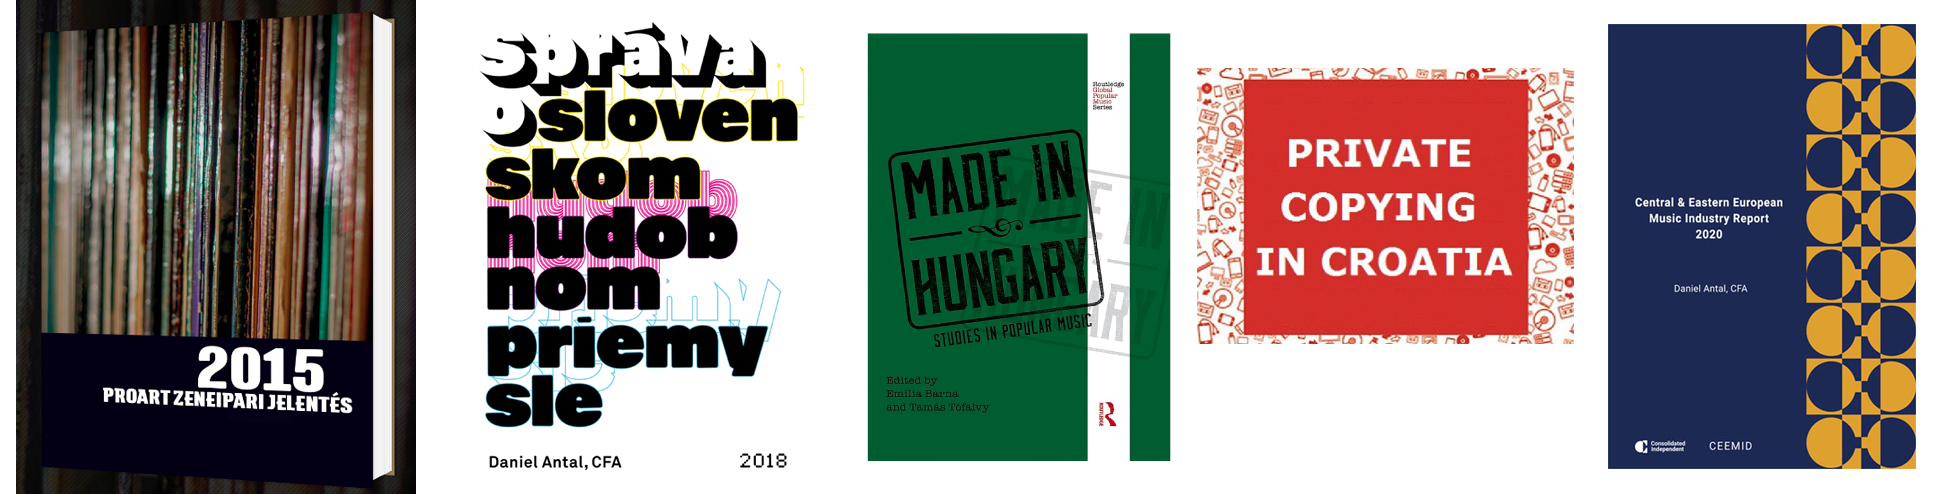 2015
PROART ZENEIPARI JELENTÉS
správa
o sloven
skom
hudob
nom
priemy
sle
Daniel Antal, CFA
2018
Routledge
Global
Popular
Music
Series
MADE IN
HUNGARY
STUDIES IN POPULAR MUSIC
Edited by
Emília Barna
and Tamás Tófalvy
ROUTLEDGE
PRIVATE
COPYING
IN CROATIA
Central & Eastern European
Music Industry Report
2020
Daniel Antal, CFA
Consolidated
Independent
CEEMID